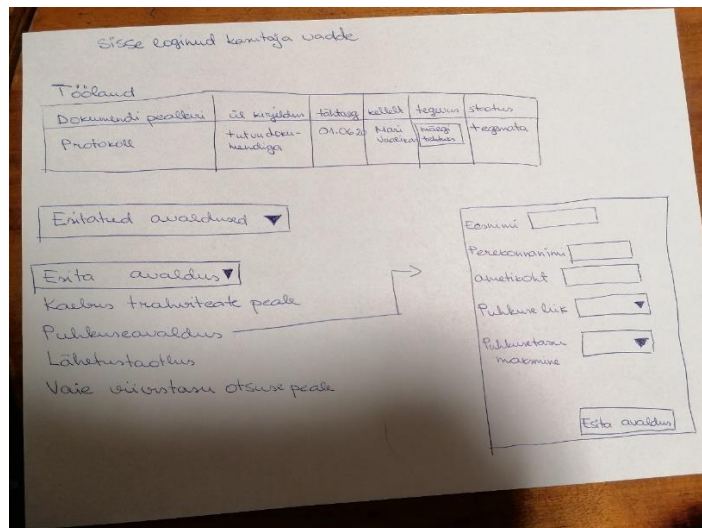 Sisse loginud kasutaja vaade
Töölaud
Dokumendi pealkiri ül kirjeldus tähtaeg kellelt tegevus staatus
Protokoll tutvu doku-mendiga 01.06.20 Mari märgi tehtuks tegemata
Esitatud avaldused
Esita avaldus
Kaebus trahviteate peale
Puhkuseavaldus
Lähetustaotlus
Vaie viivistasu otsuse peale
Eesnimi
Perekonnanimi
ametikoht
Puhkuse liik
Puhkusetasu
maksmine
Esita avaldus